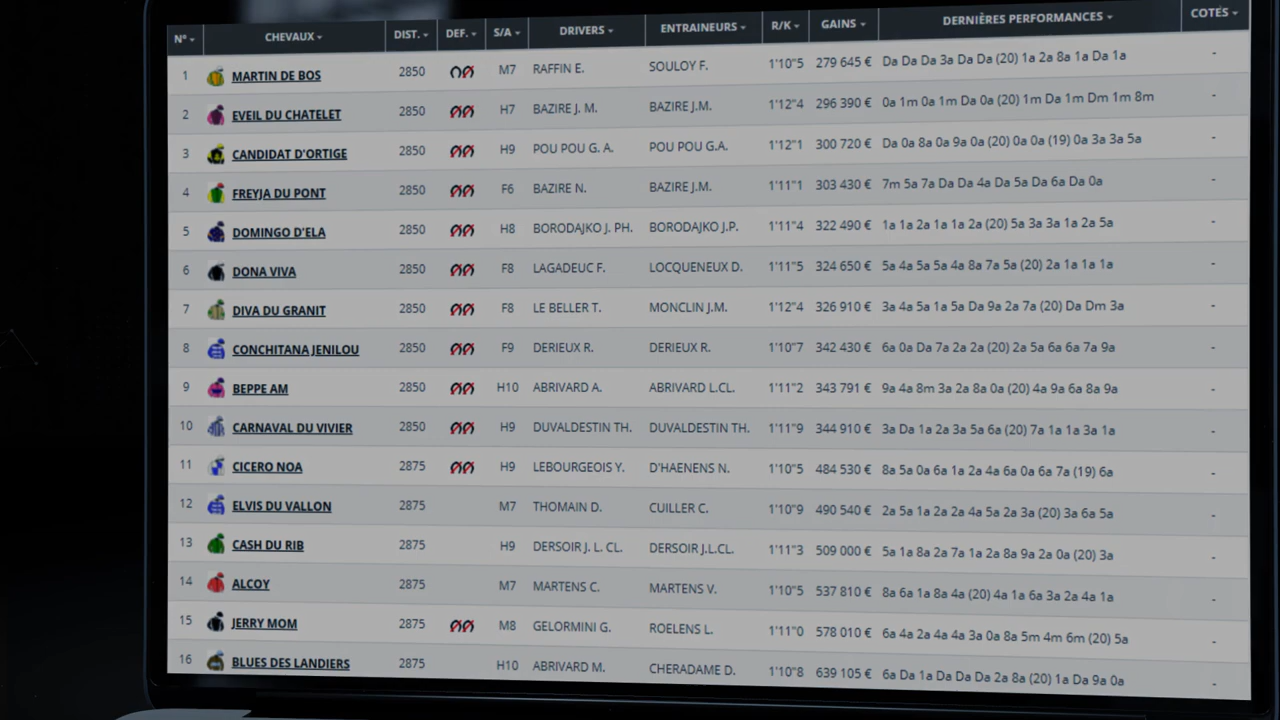 N° CHEVAUX DIST. DEF. S/A DRIVERS ENTRAINEURS R/K GAINS DERNIÈRES PERFORMANCES COTES
1 MARTIN DE BOS 2850 M7 RAFFIN E. SOULOY F. 1'10"5 279 645 € Da Da Da 3a Da Da (20) 1a 2a 8a 1a Da 1a -
2 EVEIL DU CHATELET 2850 H7 BAZIRE J. M. BAZIRE J.M. 1'12"4 296 390 € 0a 1m 0a 1m Da 0a (20) 1m Da 1m Dm 1m 8m -
3 CANDIDAT D'ORTIGE 2850 H9 POU POU G. A. POU POU G.A. 1'12"1 300 720 € Da 0a 8a 0a 9a 0a (20) 0a 0a (19) 0a 3a 3a 5a -
4 FREYJA DU PONT 2850 F6 BAZIRE N. BAZIRE J.M. 1'11"1 303 430 € 7m 5a 7a Da Da 4a Da 5a Da 6a Da 0a -
5 DOMINGO D'ELA 2850 H8 BORODAJKO J. PH. BORODAJKO J.P. 1'11"4 322 490 € 1a 1a 2a 1a 1a 2a (20) 5a 3a 3a 1a 2a 5a -
6 DONA VIVA 2850 F8 LAGADEUC F. LOCQUENEUX D. 1'11"5 324 650 € 5a 4a 5a 5a 4a 8a 7a 5a (20) 2a 1a 1a 1a -
7 DIVA DU GRANIT 2850 F8 LE BELLER T. MONCLIN J.M. 1'12"4 326 910 € 3a 4a 5a 1a 5a Da 9a 2a 7a (20) Da Dm 3a -
8 CONCHITANA JENILOU 2850 F9 DERIEUX R. DERIEUX R. 1'10"7 342 430 € 6a 0a Da 7a 2a 2a (20) 2a 5a 6a 6a 7a 9a -
9 BEPPE AM 2850 H10 ABRIVARD A. ABRIVARD L.CL. 1'11"2 343 791 € 9a 4a 8m 3a 2a 8a 0a (20) 4a 9a 6a 8a 9a -
10 CARNAVAL DU VIVIER 2850 H9 DUVALDESTIN TH. DUVALDESTIN TH. 1'11"9 344 910 € 3a Da 1a 2a 3a 5a 6a (20) 7a 1a 1a 3a 1a -
11 CICERO NOA 2875 H9 LEBOURGEOIS Y. D'HAENENS N. 1'10"5 484 530 € 8a 5a 0a 6a 1a 2a 4a 6a 0a 6a 7a (19) 6a -
12 ELVIS DU VALLON 2875 M7 THOMAIN D. CUILLER C. 1'10"9 490 540 € 2a 5a 1a 2a 2a 4a 5a 2a 3a (20) 3a 6a 5a -
13 CASH DU RIB 2875 H9 DERSOIR J. L. CL. DERSOIR J.L.CL. 1'11"3 509 000 € 5a 1a 8a 2a 7a 1a 2a 8a 9a 2a 0a (20) 3a -
14 ALCOY 2875 M7 MARTENS C. MARTENS V. 1'10"5 537 810 € 8a 6a 1a 8a 4a (20) 4a 1a 6a 3a 2a 4a 1a -
15 JERRY MOM 2875 M8 GELORMINI G. ROELENS L. 1'11"0 578 010 € 6a 4a 2a 4a 4a 3a 0a 8a 5m 4m 6m (20) 5a -
16 BLUES DES LANDIERS 2875 H10 ABRIVARD M. CHERADAME D. 1'10"8 639 105 € 6a Da 1a Da Da Da 2a 8a (20) 1a Da 9a 0a -